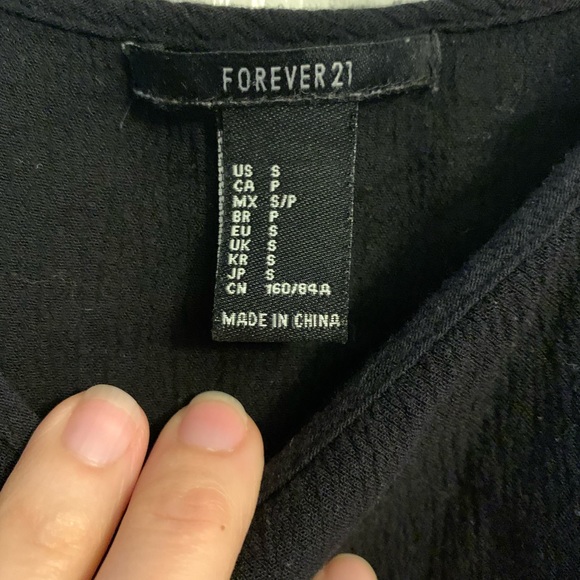 FOREVER 21
US S
CA P
MX S/P
BR P
EU S
UK S
KR S
JP S
CN 160/84A
MADE IN CHINA